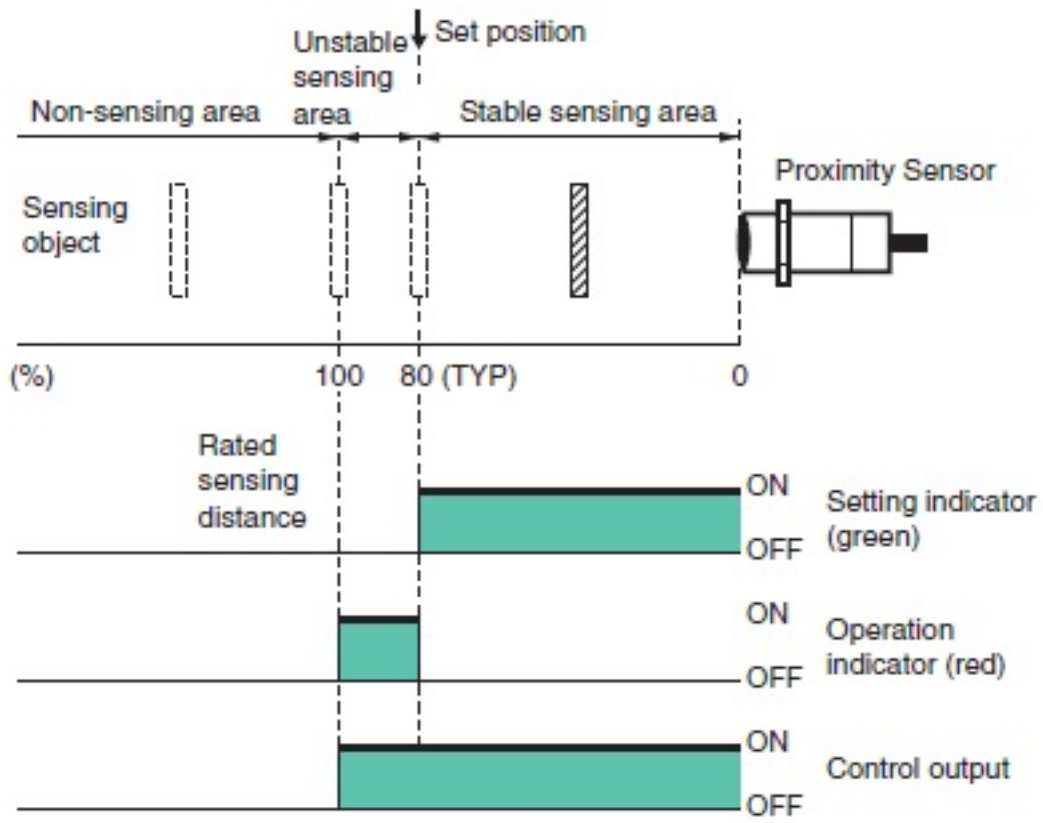 Set position
Unstable
sensing
area
Non-sensing area
Stable sensing area
Proximity Sensor
Sensing
object
(%)
100
80 (TYP)
0
Rated
sensing
distance
ON
OFF
Setting indicator
(green)
ON
OFF
Operation
indicator (red)
ON
OFF
Control output